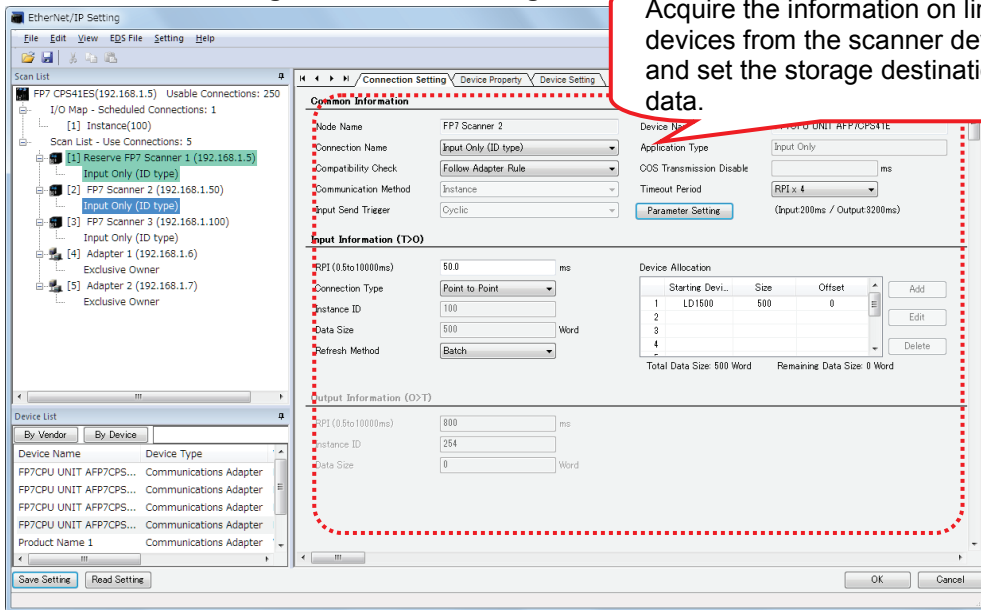 Acquire the information on
devices from the scanner
and set the storage
data.
EtherNet/IP Setting
File Edit View EDS File Setting Help
Scan List
FP7 CPS41ES(192.168.1.5) Usable Connections: 250
I/O Map - Scheduled Connections: 1
[1] Instance(100)
Scan List - Use Connections: 5
[1] Reserve FP7 Scanner 1 (192.168.1.5)
Input Only (ID type)
[2] FP7 Scanner 2 (192.168.1.50)
Input Only (ID type)
[3] FP7 Scanner 3 (192.168.1.100)
Input Only (ID type)
[4] Adapter 1 (192.168.1.6)
Exclusive Owner
[5] Adapter 2 (192.168.1.7)
Exclusive Owner
Device List
By Vendor By Device
Device Name Device Type
FP7CPU UNIT AFP7CPS... Communications Adapter
FP7CPU UNIT AFP7CPS... Communications Adapter
FP7CPU UNIT AFP7CPS... Communications Adapter
FP7CPU UNIT AFP7CPS... Communications Adapter
Product Name 1 Communications Adapter
Save Setting Read Setting
Connection Setting Device Property Device Setting
Common Information
Node Name FP7 Scanner 2 Device
Connection Name Input Only (ID type) Application Type Input Only
Compatibility Check Follow Adapter Rule COS Transmission Disable ms
Communication Method Instance Timeout Period RPI x 4
Input Send Trigger Cyclic Parameter Setting (Input:200ms / Output:3200ms)
Input Information (T>O)
RPI (0.5to10000ms) 50.0 ms Device Allocation
Connection Type Point to Point Starting Devi... Size Offset Add
Instance ID 100 1 LD1500 500 0
2 Edit
Data Size 500 Word 3
Refresh Method Batch 4 Delete
Total Data Size: 500 Word Remaining Data Size: 0 Word
Output Information (O>T)
RPI (0.5to10000ms) 800 ms
Instance ID 254
Data Size 0 Word
OK Cancel